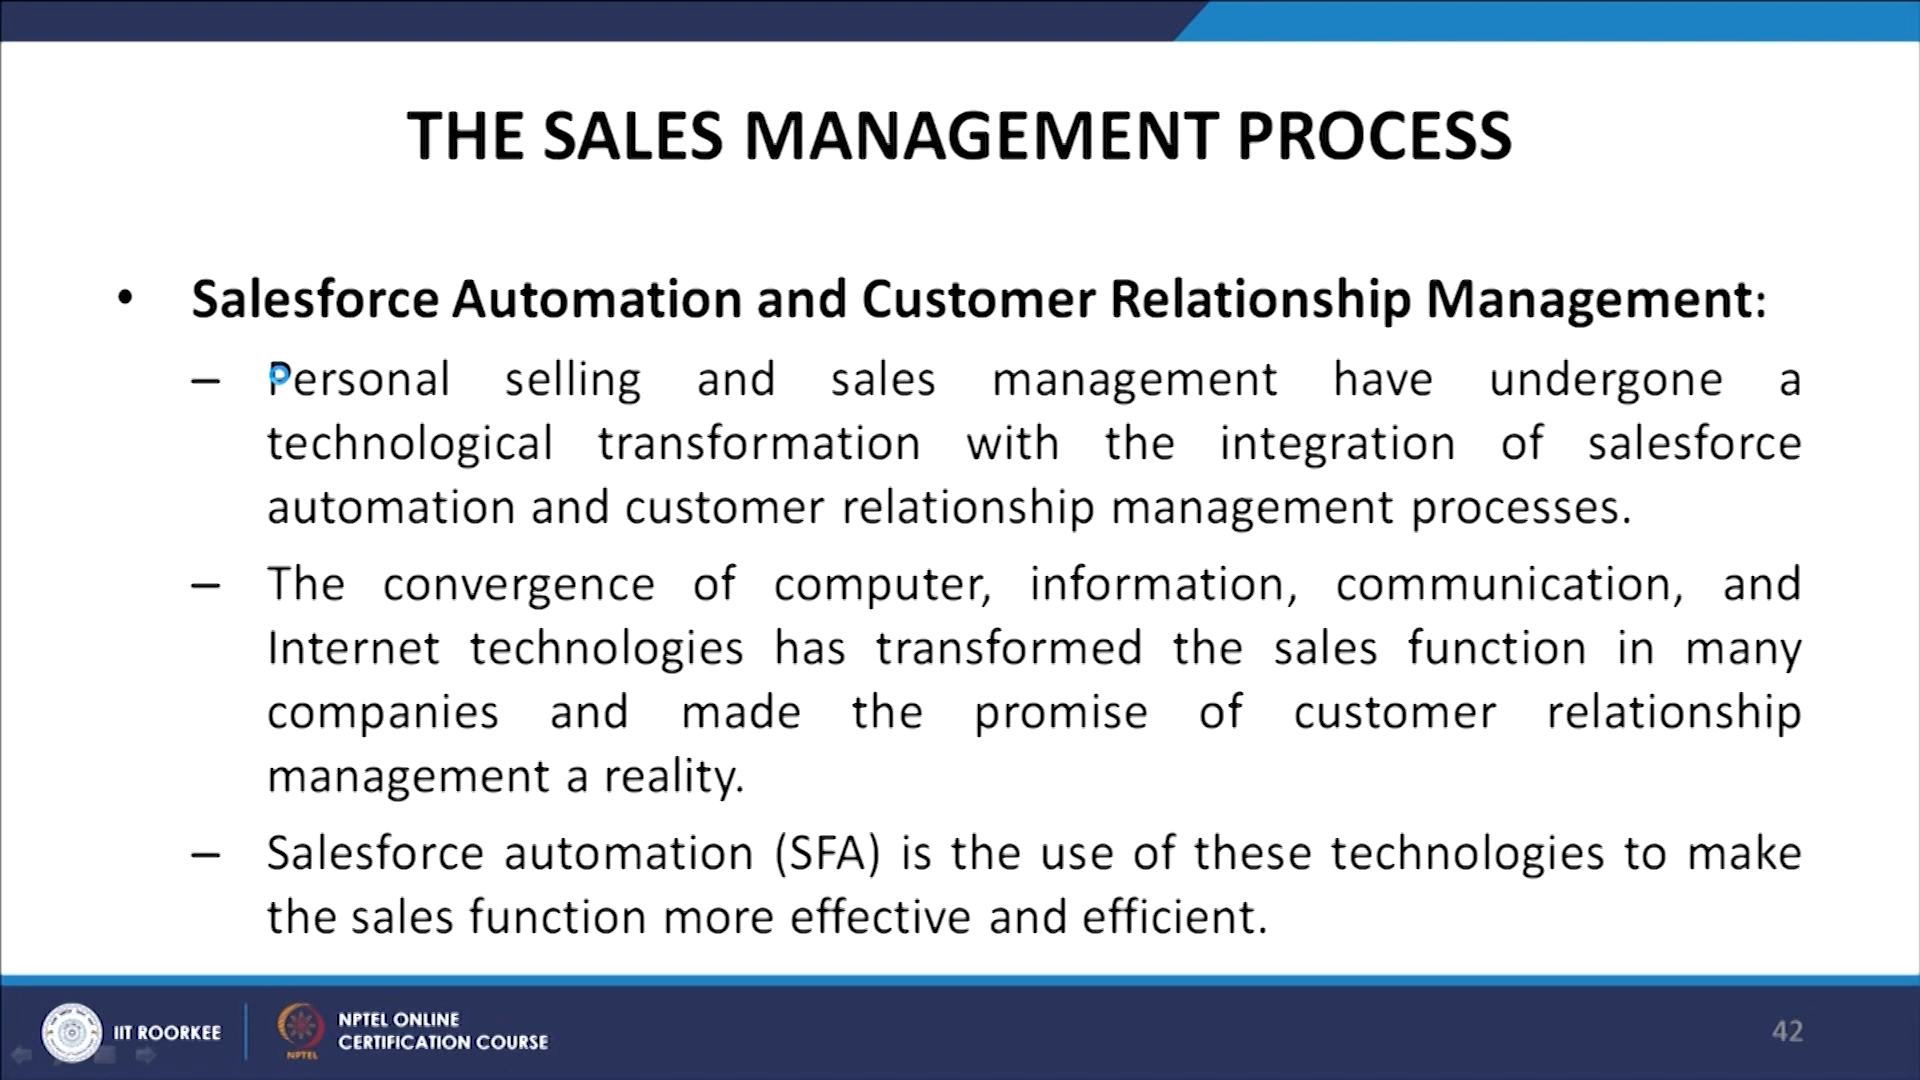 THE SALES MANAGEMENT PROCESS
• Salesforce Automation and Customer Relationship Management:
– Personal selling and sales management have undergone a
technological transformation with the integration of salesforce
automation and customer relationship management processes.
– The convergence of computer, information, communication, and
Internet technologies has transformed the sales function in many
companies and made the promise of customer relationship
management a reality.
– Salesforce automation (SFA) is the use of these technologies to make
the sales function more effective and efficient.
IIT ROORKEE
NPTEL
NPTEL ONLINE
CERTIFICATION COURSE
42